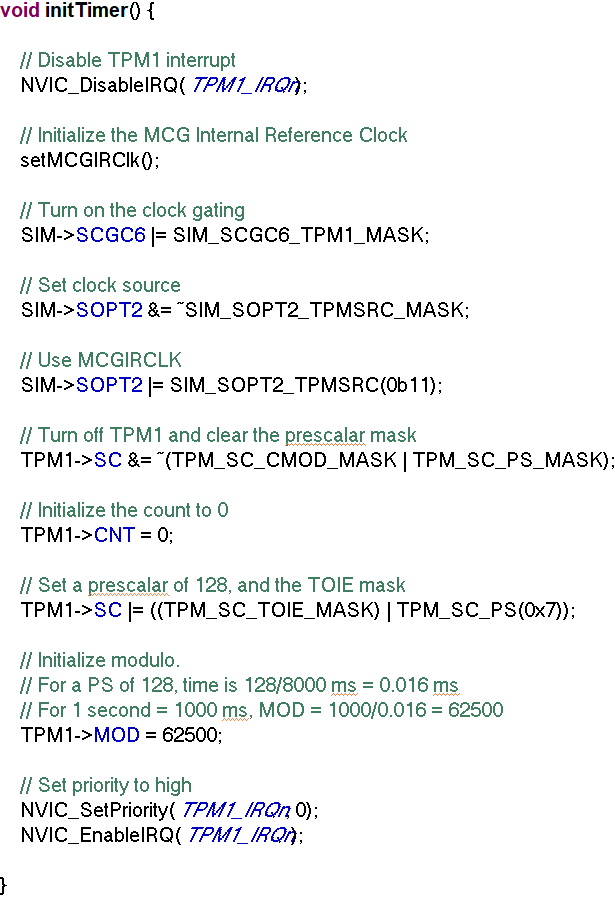 void initTimer() {
// Disable TPM1 interrupt
NVIC_DisableIRQ( TPM1_IRQn);
// Initialize the MCG Internal Reference Clock
setMCGIRClk();
// Turn on the clock gating
SIM->SCGC6 |= SIM_SCGC6_TPM1_MASK;
// Set clock source
SIM->SOPT2 &= ~SIM_SOPT2_TPMSRC_MASK;
// Use MCGIRCLK
SIM->SOPT2 |= SIM_SOPT2_TPMSRC(0b11);
// Turn off TPM1 and clear the prescalar mask
TPM1->SC &= ~(TPM_SC_CMOD_MASK | TPM_SC_PS_MASK);
// Initialize the count to 0
TPM1->CNT = 0;
// Set a prescalar of 128, and the TOIE mask
TPM1->SC |= ((TPM_SC_TOIE_MASK) | TPM_SC_PS(0x7));
// Initialize modulo.
// For a PS of 128, time is 128/8000 ms = 0.016 ms
// For 1 second = 1000 ms, MOD = 1000/0.016 = 62500
TPM1->MOD = 62500;
// Set priority to high
NVIC_SetPriority( TPM1_IRQn, 0);
NVIC_EnableIRQ( TPM1_IRQn);
}